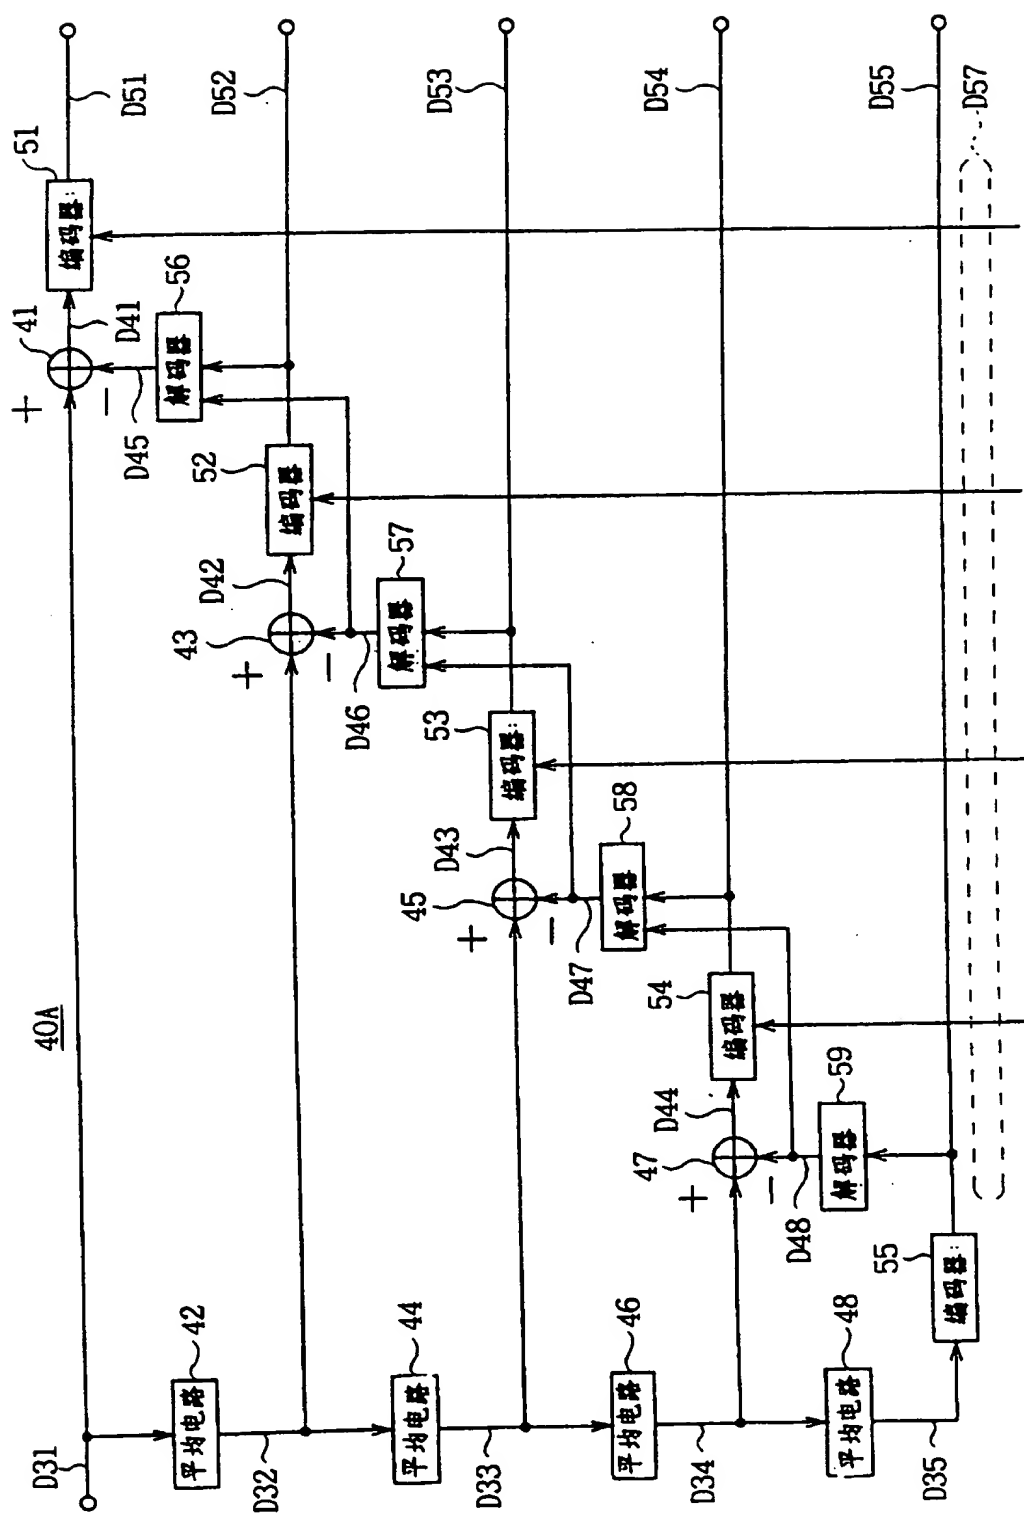 40A
D31
平均电路
42
D32
平均电路
44
D33
平均电路
46
D34
平均电路
48
D35
+
−
41
D41
编码器
51
D51
D45
解码器
56
+
−
43
D42
编码器
52
D52
D46
解码器
57
+
−
45
D43
编码器
53
D53
D47
解码器
58
+
−
47
D44
编码器
54
D54
D48
解码器
59
编码器
55
D55
D57